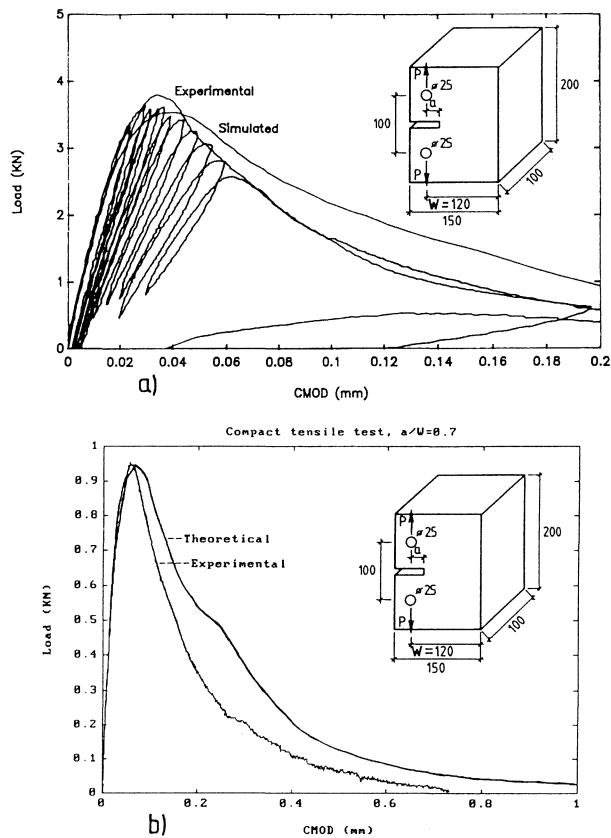 5
4
3
2
1
0
Load (KN)
Experimental
Simulated
P
ø 25
a
100
ø 25
P
W=120
150
100
200
0 0.02 0.04 0.06 0.08 0.1 0.12 0.14 0.16 0.18 0.2
CMOD (mm)
a)
Compact tensile test, a/W=0.7
1
0.9
0.8
0.7
0.6
0.5
0.4
0.3
0.2
0.1
0
Load (KN)
Theoretical
Experimental
P
ø 25
a
100
ø 25
P
W=120
150
100
200
0 0.2 0.4 0.6 0.8 1
CMOD (mm)
b)